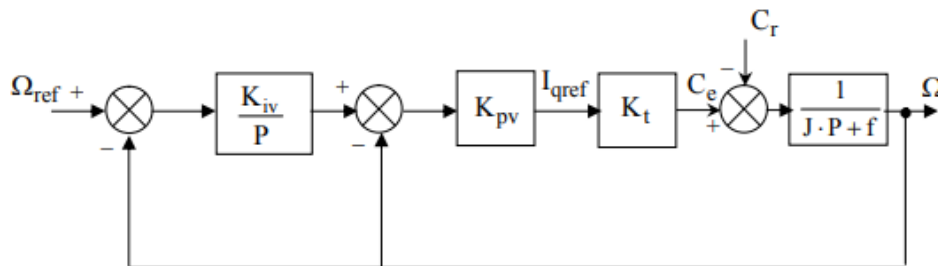 C_r
Ω_ref + − K_iv / P + − K_pv I_qref K_t C_e + − 1 / (J · P + f) Ω